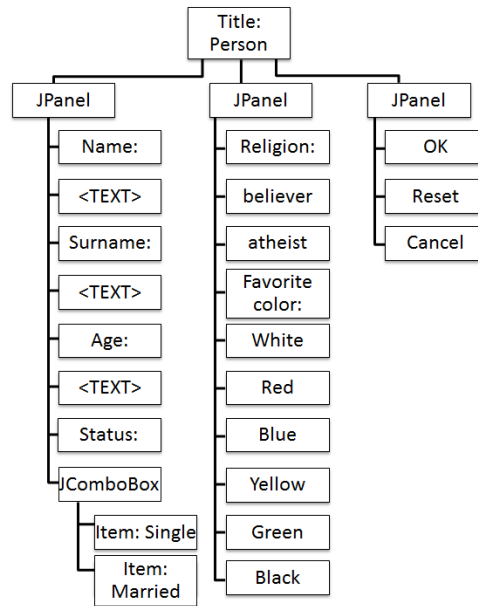 Title:
Person
JPanel
JPanel
JPanel
Name:
<TEXT>
Surname:
<TEXT>
Age:
<TEXT>
Status:
JComboBox
Item: Single
Item:
Married
Religion:
believer
atheist
Favorite
color:
White
Red
Blue
Yellow
Green
Black
OK
Reset
Cancel